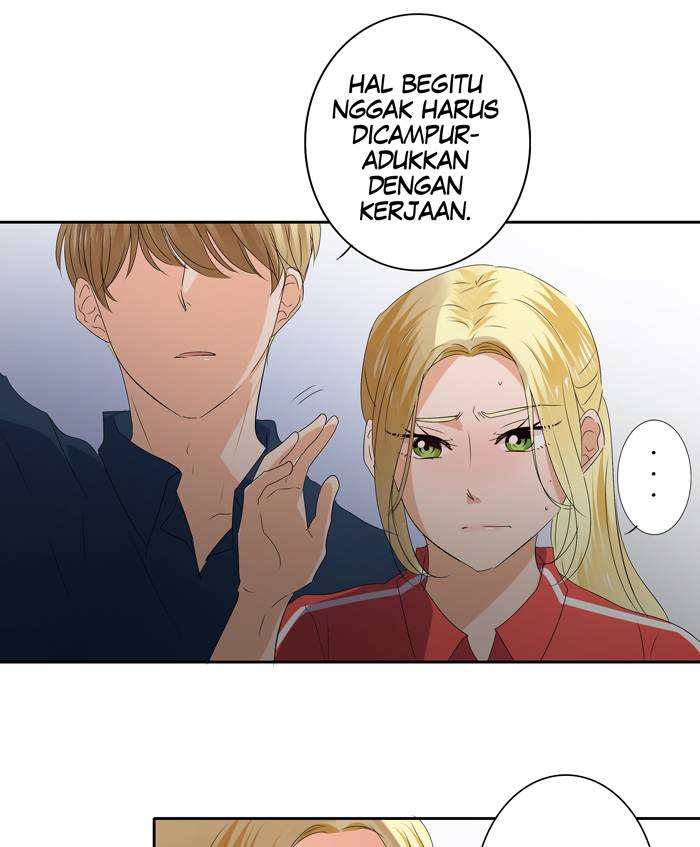 HAL BEGITU
NGGAK HARUS
DICAMPUR-
ADUKKAN
DENGAN
KERJAAN.
...